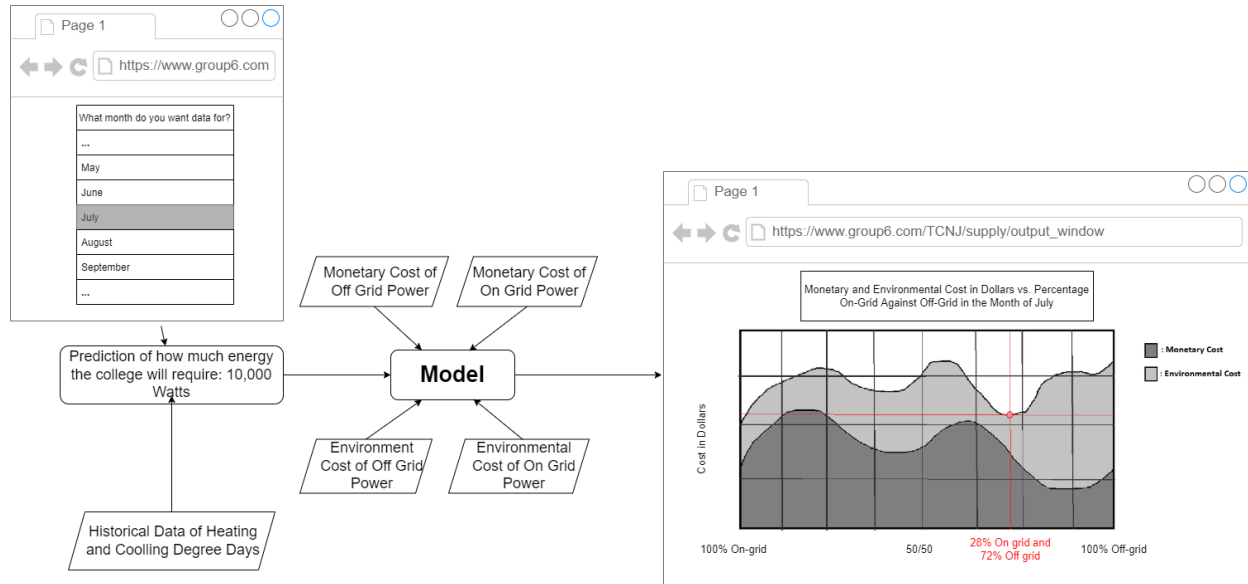 Page 1
https://www.group6.com
What month do you want data for?
...
May
June
July
August
September
...
Prediction of how much energy
the college will require: 10,000
Watts
Historical Data of Heating
and Coolling Degree Days
Monetary Cost of
Off Grid Power
Monetary Cost of
On Grid Power
Model
Environment
Cost of Off Grid
Power
Environmental
Cost of On Grid
Power
Page 1
https://www.group6.com/TCNJ/supply/output_window
Monetary and Environmental Cost in Dollars vs. Percentage
On-Grid Against Off-Grid in the Month of July
: Monetary Cost
: Environmental Cost
Cost in Dollars
100% On-grid
50/50
28% On grid and
72% Off grid
100% Off-grid